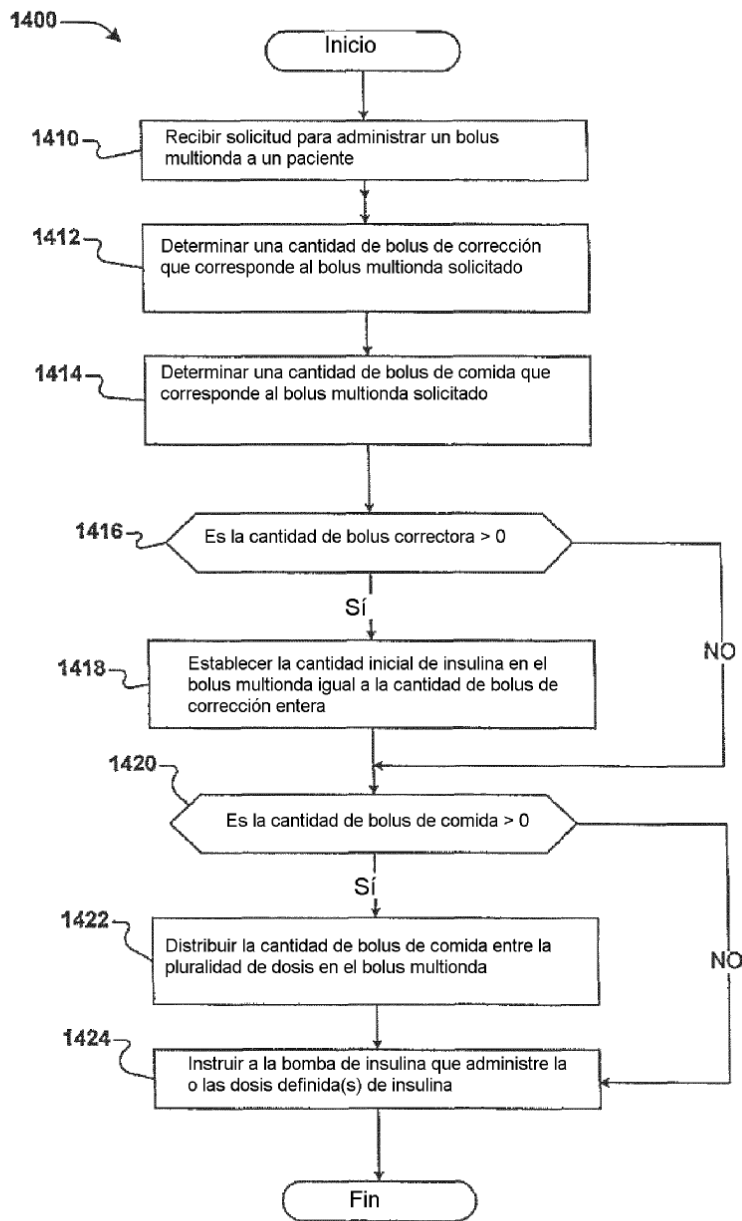 1400
Inicio
1410
Recibir solicitud para administrar un bolus
multionda a un paciente
1412
Determinar una cantidad de bolus de corrección
que corresponde al bolus multionda solicitado
1414
Determinar una cantidad de bolus de comida que
corresponde al bolus multionda solicitado
1416
Es la cantidad de bolus correctora > 0
Sí
NO
1418
Establecer la cantidad inicial de insulina en el
bolus multionda igual a la cantidad de bolus de
corrección entera
1420
Es la cantidad de bolus de comida > 0
Sí
NO
1422
Distribuir la cantidad de bolus de comida entre la
pluralidad de dosis en el bolus multionda
1424
Instruir a la bomba de insulina que administre la
o las dosis definida(s) de insulina
Fin